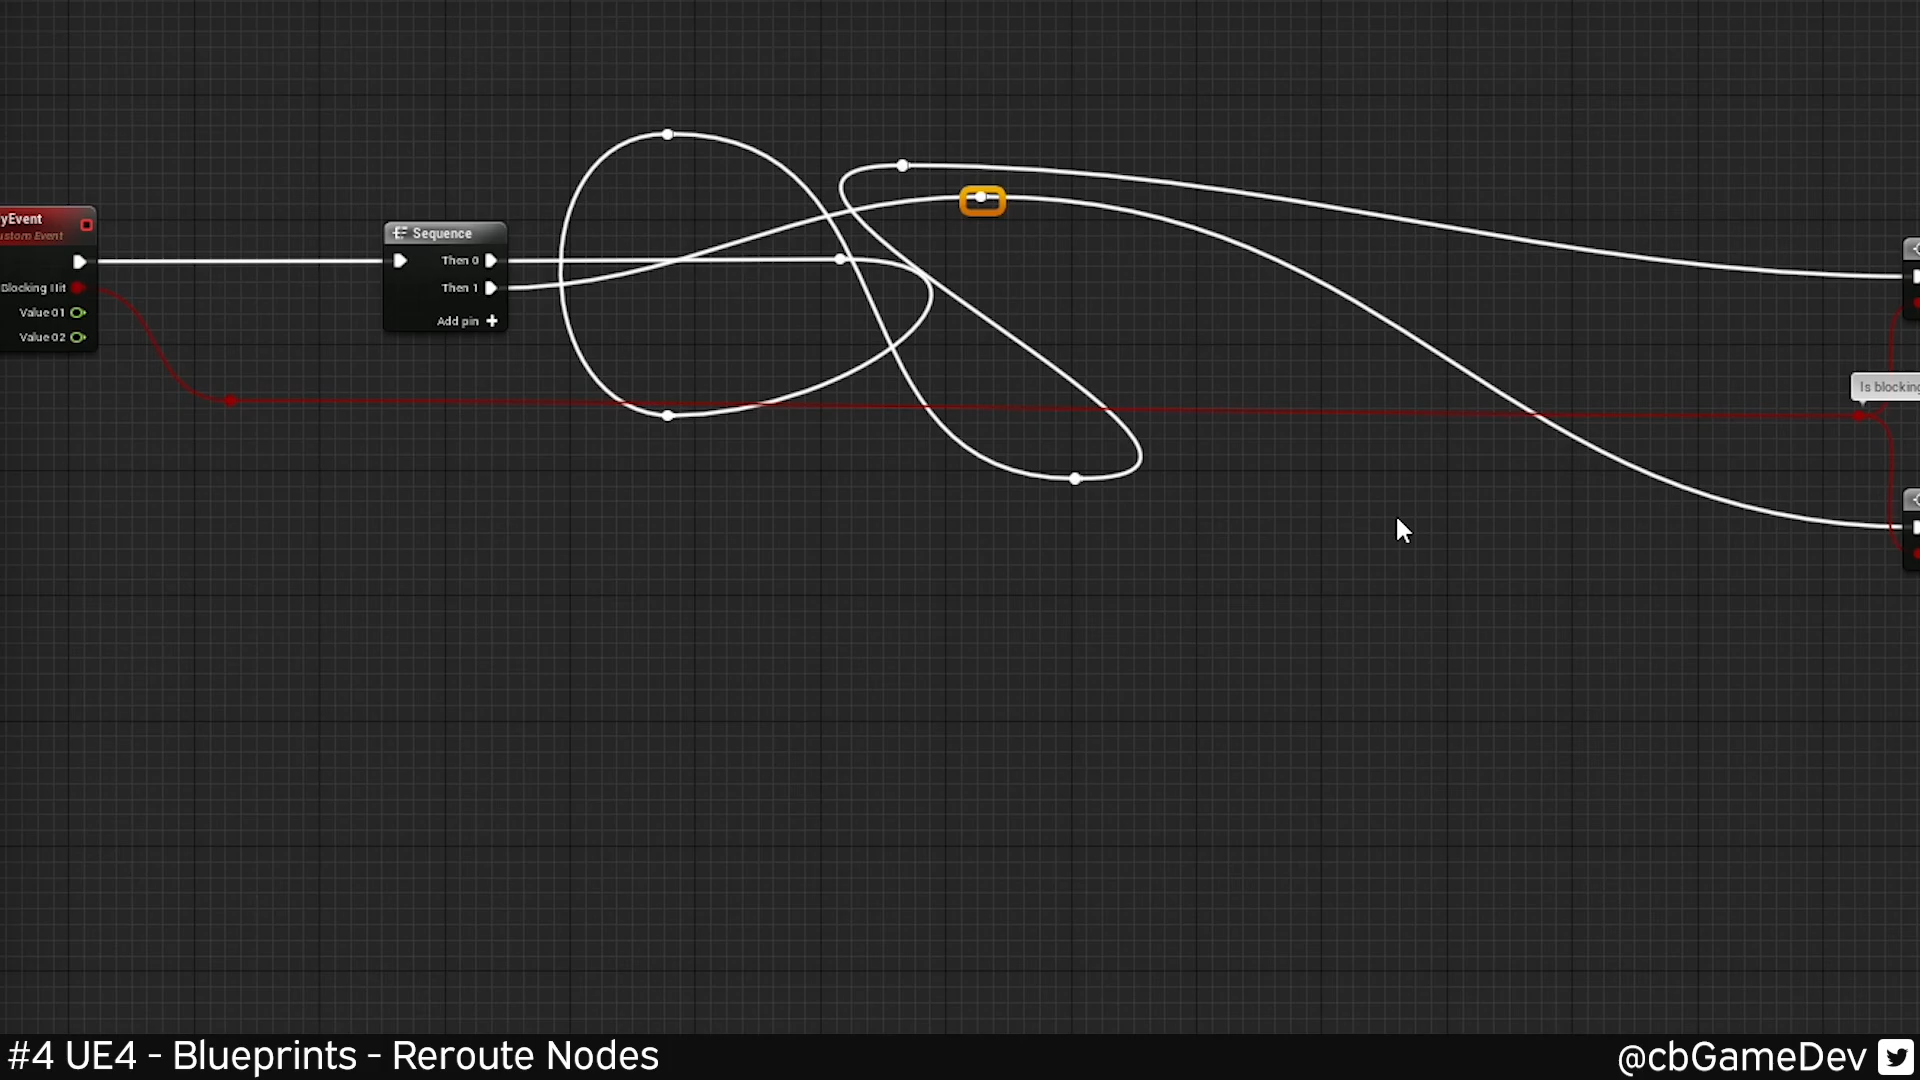 yEvent
ustom Event
Blocking Hit
Value 01
Value 02
Sequence
Then 0
Then 1
Add pin
Is blocking
#4 UE4 - Blueprints - Reroute Nodes
@cbGameDev